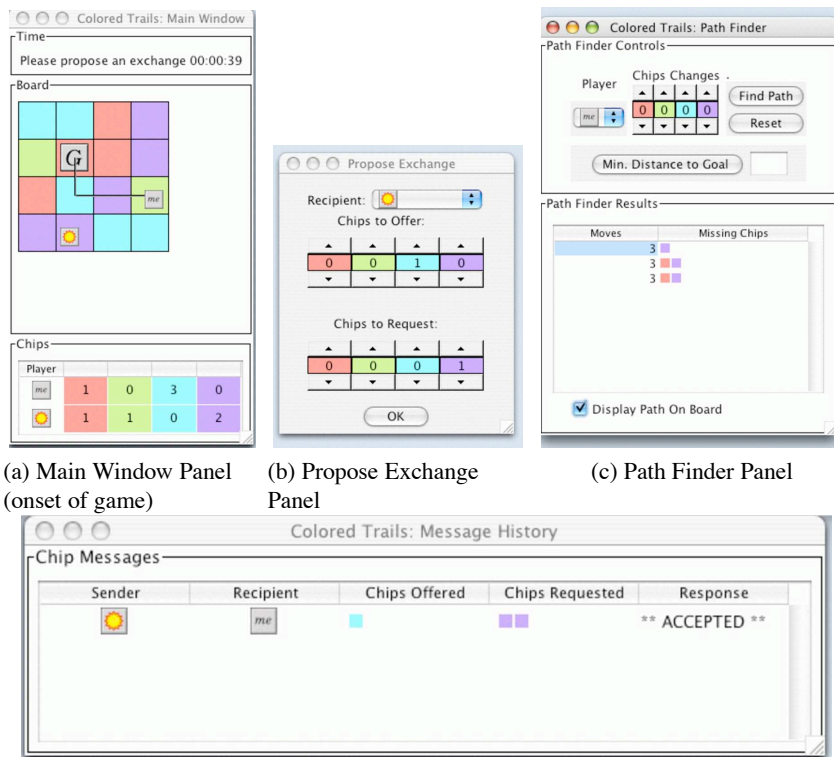 Colored Trails: Main Window
Time
Please propose an exchange 00:00:39
Board
G
me
Chips
Player
me 1 0 3 0
1 1 0 2
(a) Main Window Panel
(onset of game)
Propose Exchange
Recipient:
Chips to Offer:
0 0 1 0
Chips to Request:
0 0 0 1
OK
(b) Propose Exchange
Panel
Colored Trails: Path Finder
Path Finder Controls
Player Chips Changes .
me 0 0 0 0
Find Path
Reset
Min. Distance to Goal
Path Finder Results
Moves Missing Chips
3
3
3
Display Path On Board
(c) Path Finder Panel
Colored Trails: Message History
Chip Messages
Sender Recipient Chips Offered Chips Requested Response
me ** ACCEPTED **